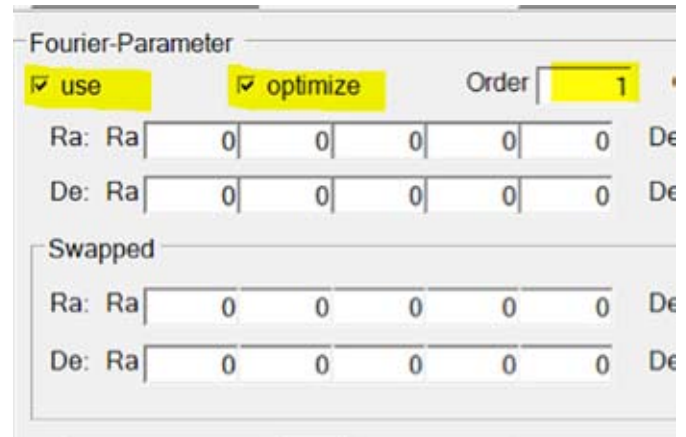 Fourier-Parameter
use optimize Order 1
Ra: Ra 0 0 0 0 0 De
De: Ra 0 0 0 0 0 De
Swapped
Ra: Ra 0 0 0 0 0 De
De: Ra 0 0 0 0 0 De